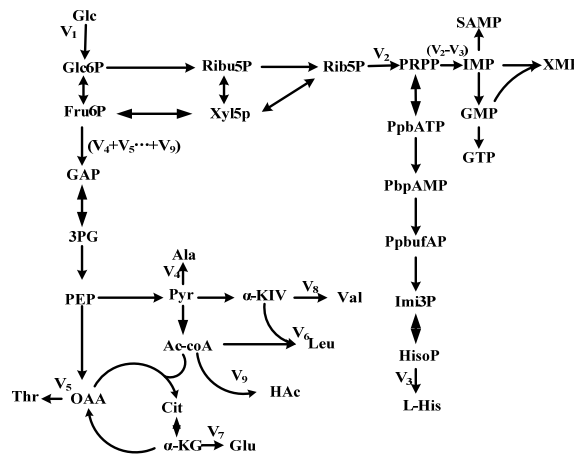 Glc
SAMP
V1
V2
(V2-V3)
Glc6P
Ribu5P
Rib5P
PRPP
IMP
XMI
Fru6P
Xyl5p
GMP
PpbATP
(V4+V5···+V9)
GTP
GAP
PbpAMP
3PG
PpbufAP
Ala
V4
V8
PEP
Pyr
α-KIV
Val
Imi3P
V6
Ac-coA
Leu
HisoP
V9
V3
V5
Thr
OAA
HAc
Cit
L-His
V7
α-KG
Glu